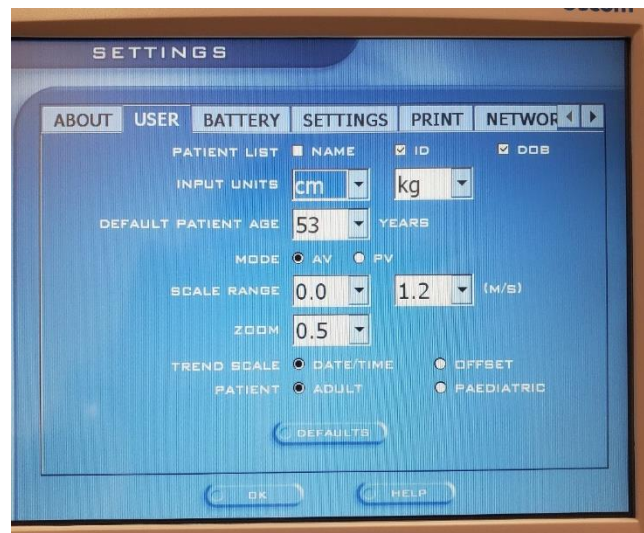 SETTINGS
ABOUT USER BATTERY SETTINGS PRINT NETWOR
PATIENT LIST NAME ID DOB
INPUT UNITS cm kg
DEFAULT PATIENT AGE 53 YEARS
MODE AV PV
SCALE RANGE 0.0 1.2 (M/S)
ZOOM 0.5
TREND SCALE DATE/TIME OFFSET
PATIENT ADULT PAEDIATRIC
DEFAULTS
OK HELP